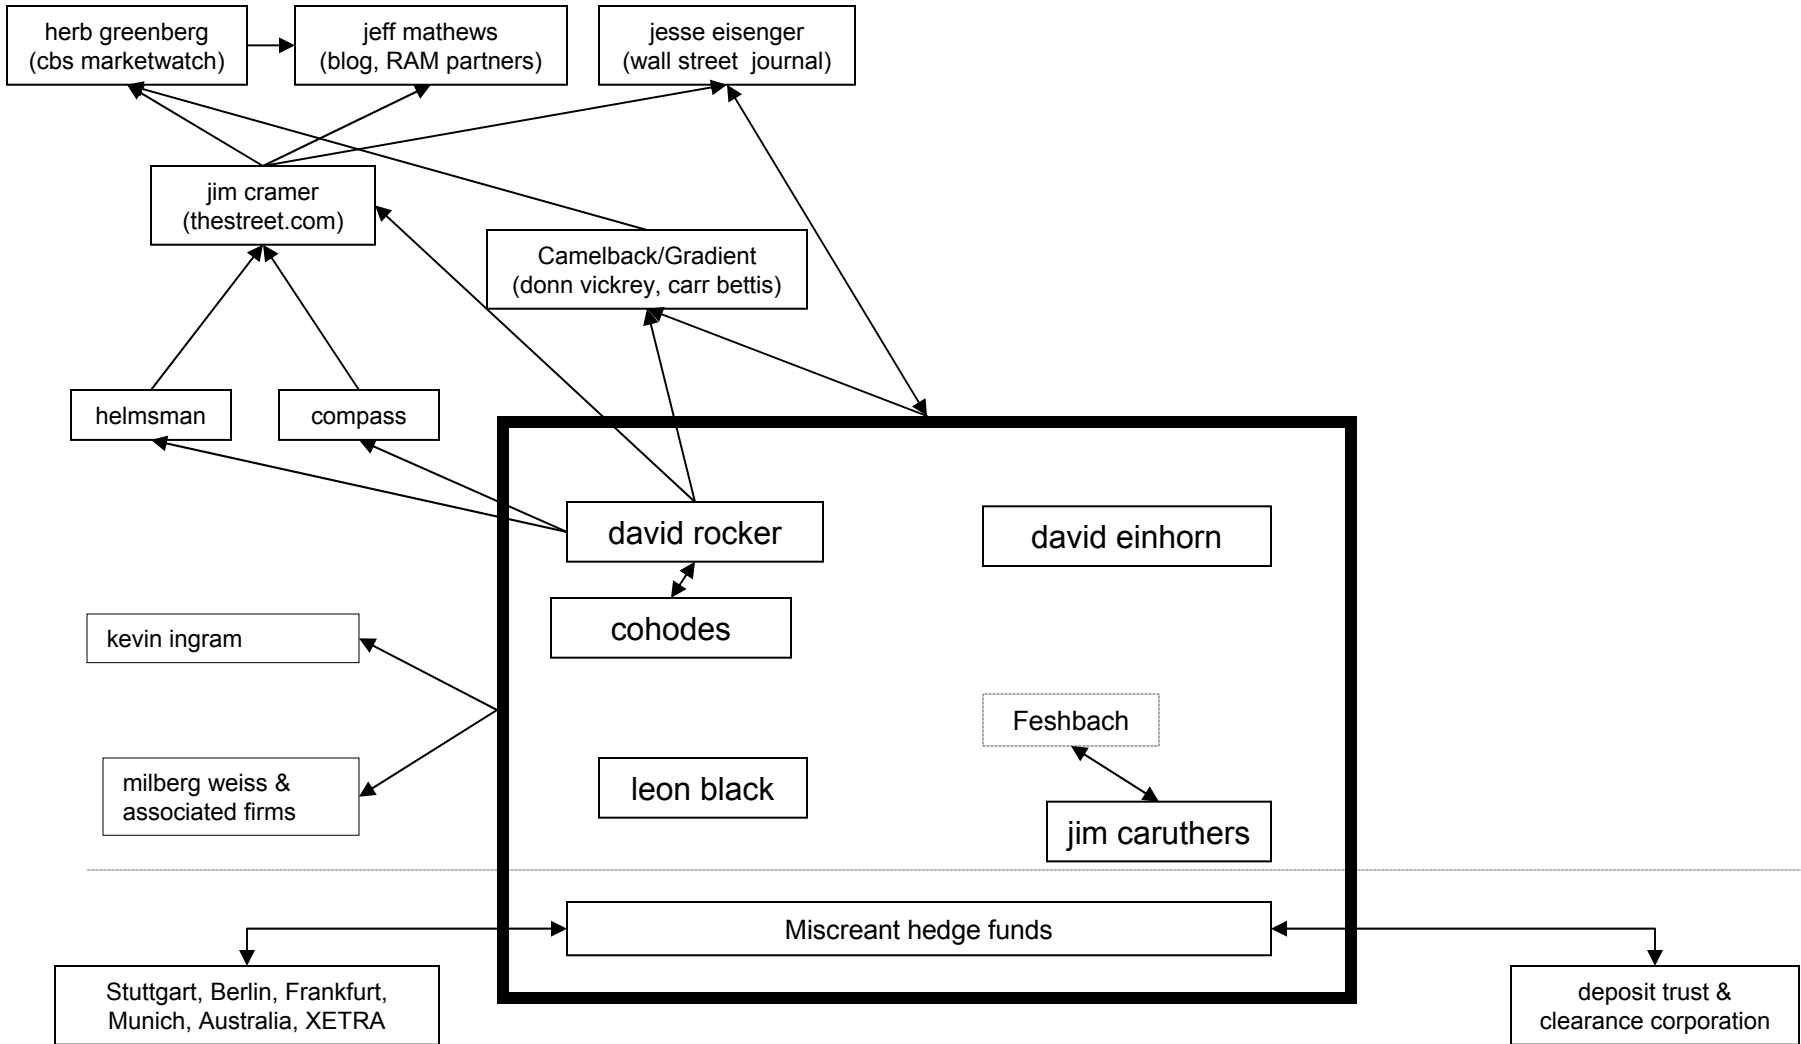 herb greenberg
(cbs marketwatch)
jeff mathews
(blog, RAM partners)
jesse eisenger
(wall street journal)
jim cramer
(thestreet.com)
Camelback/Gradient
(donn vickrey, carr bettis)
helmsman
compass
david rocker
david einhorn
cohodes
kevin ingram
Feshbach
milberg weiss &
associated firms
leon black
jim caruthers
Miscreant hedge funds
Stuttgart, Berlin, Frankfurt,
Munich, Australia, XETRA
deposit trust &
clearance corporation